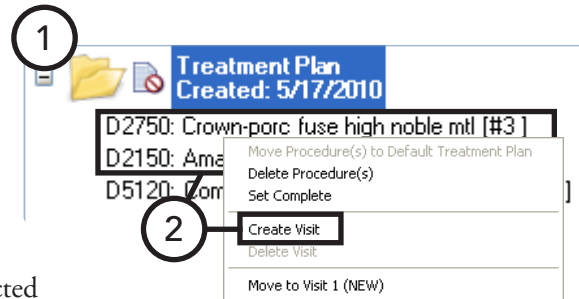 1
Treatment Plan
Created: 5/17/2010
D2750: Crown-porc fuse high noble mtl [#3 ]
D2150: Ama
Move Procedure(s) to Default Treatment Plan
Delete Procedure(s)
D5120: Com
]
Set Complete
2
Create Visit
Delete Visit
cted
Move to Visit 1 (NEW)